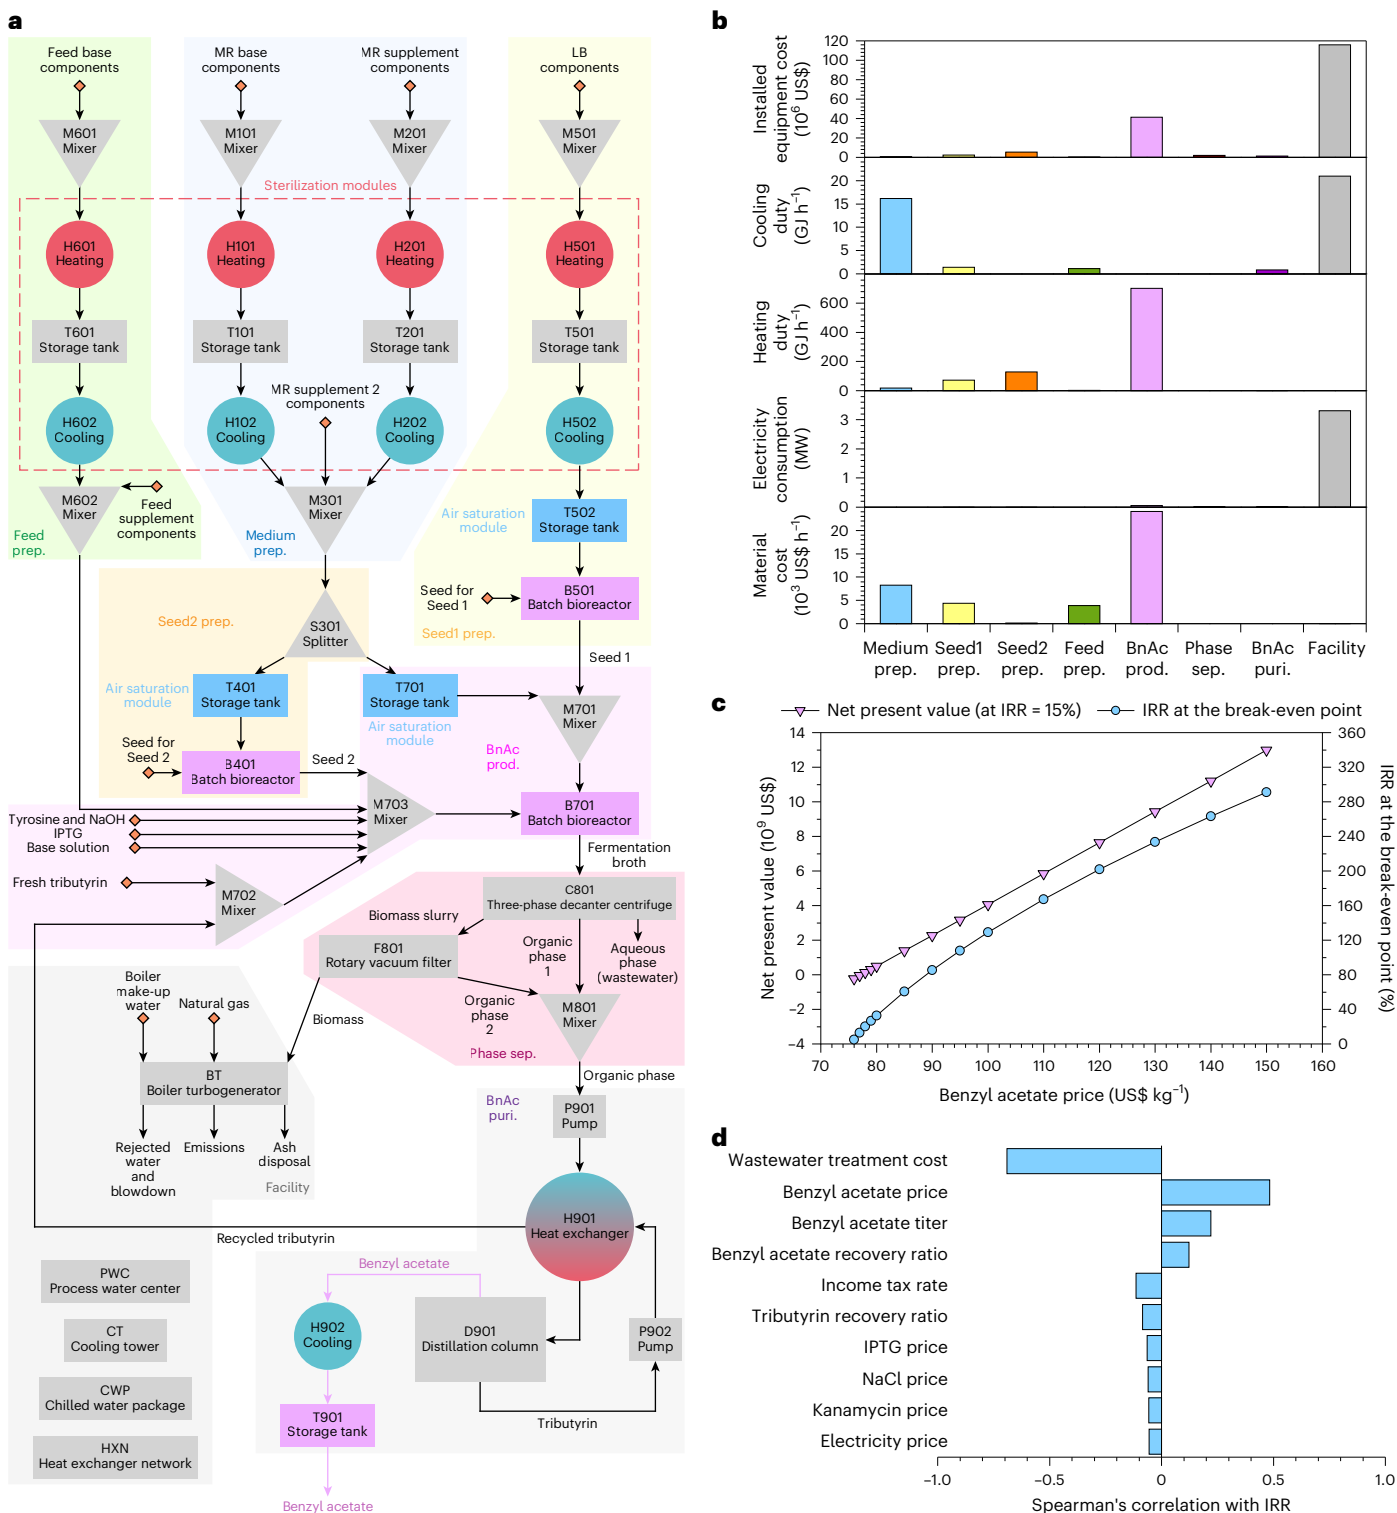 a
Feed base
components
MR base
components
MR supplement
components
LB
components
M601
Mixer
M101
Mixer
M201
Mixer
M501
Mixer
Sterilization modules
H601
Heating
H101
Heating
H201
Heating
H501
Heating
T601
Storage tank
T101
Storage tank
T201
Storage tank
T501
Storage tank
MR supplement 2
components
H602
Cooling
H102
Cooling
H202
Cooling
H502
Cooling
M602
Mixer
Feed
supplement
components
Feed
prep.
M301
Mixer
Medium
prep.
Air saturation
module
T502
Storage tank
Seed for
Seed 1
B501
Batch bioreactor
Seed1 prep.
Seed2 prep.
S301
Splitter
Seed 1
Air saturation
module
T401
Storage tank
T701
Storage tank
Air saturation
module
M701
Mixer
Seed for
Seed 2
B401
Batch bioreactor
Seed 2
BnAc
prod.
M703
Mixer
B701
Batch bioreactor
Tyrosine and NaOH
IPTG
Base solution
Fresh tributyrin
M702
Mixer
Fermentation
broth
C801
Three-phase decanter centrifuge
Biomass slurry
F801
Rotary vacuum filter
Organic
phase
1
Aqueous
phase
(wastewater)
Organic
phase
2
M801
Mixer
Phase sep.
Biomass
Boiler
make-up
water
Natural gas
BT
Boiler turbogenerator
Rejected
water
and
blowdown
Emissions
Ash
disposal
Facility
Organic phase
BnAc
puri.
P901
Pump
H901
Heat exchanger
Recycled tributyrin
Benzyl acetate
H902
Cooling
D901
Distillation column
P902
Pump
T901
Storage tank
Tributyrin
Benzyl acetate
PWC
Process water center
CT
Cooling tower
CWP
Chilled water package
HXN
Heat exchanger network
b
Installed
equipment cost
(10⁶ US$)
120
100
80
60
40
20
0
Cooling
duty
(GJ h⁻¹)
20
15
10
5
0
Heating
duty
(GJ h⁻¹)
600
400
200
0
Electricity
consumption
(MW)
3
2
1
0
Material
cost
(10³ US$ h⁻¹)
20
15
10
5
0
Medium
prep.
Seed1
prep.
Seed2
prep.
Feed
prep.
BnAc
prod.
Phase
sep.
BnAc
puri.
Facility
c
Net present value (at IRR = 15%)
IRR at the break-even point
Net present value (10⁹ US$)
14
12
10
8
6
4
2
0
−2
−4
360
320
280
240
200
160
120
80
40
0
IRR at the break-even point (%)
70 80 90 100 110 120 130 140 150 160
Benzyl acetate price (US$ kg⁻¹)
d
Wastewater treatment cost
Benzyl acetate price
Benzyl acetate titer
Benzyl acetate recovery ratio
Income tax rate
Tributyrin recovery ratio
IPTG price
NaCl price
Kanamycin price
Electricity price
−1.0 −0.5 0 0.5 1.0
Spearman's correlation with IRR